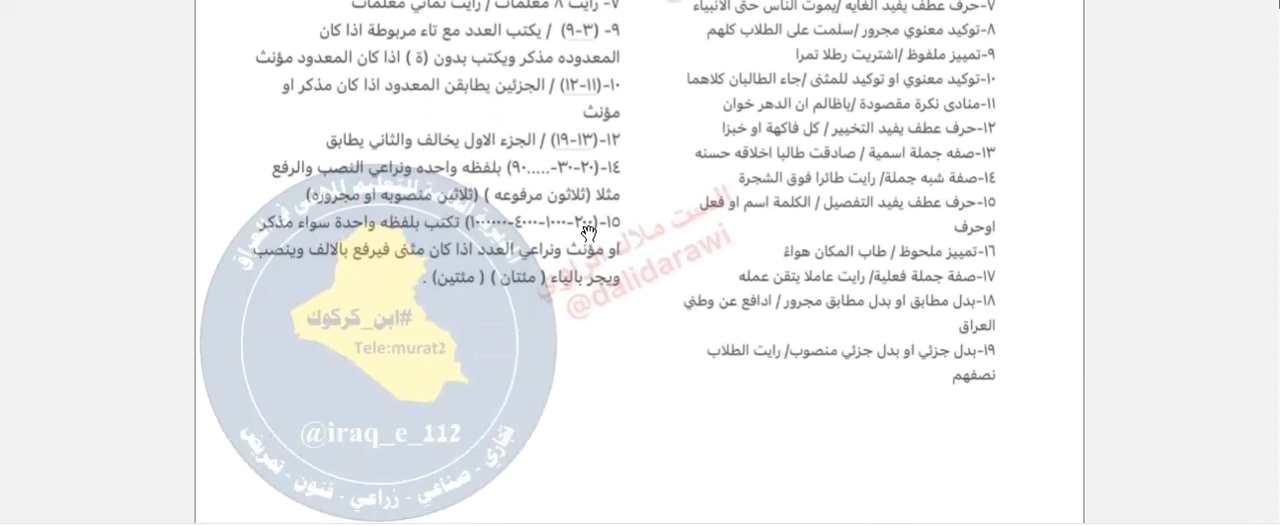 ٧-حرف عطف يفيد الغايه /يموت الناس حتى الانبياء
٨-توكيد معنوي مجرور /سلمت على الطلاب كلهم
٩-تمييز ملفوظ /اشتريت رطلا تمرا
١٠-توكيد معنوي او توكيد للمثنى /جاء الطالبان كلاهما
١١-منادى نكرة مقصودة /ياظالم ان الدهر خوان
١٢-حرف عطف يفيد التخيير / كل فاكهة او خبزا
١٣-صفه جملة اسمية / صادقت طالبا اخلاقه حسنه
١٤-صفة شبه جملة/ رايت طائرا فوق الشجرة
١٥-حرف عطف يفيد التفصيل / الكلمة اسم او فعل
اوحرف
١٦-تمييز ملحوظ / طاب المكان هواءً
١٧-صفة جملة فعلية/ رايت عاملا يتقن عمله
١٨-بدل مطابق او بدل مطابق مجرور / ادافع عن وطني
العراق
١٩-بدل جزئي او بدل جزئي منصوب/ رايت الطلاب
نصفهم
٧- رايت ٨ معلمات / رايت ثماني معلمات
٩- (٣-٩) / يكتب العدد مع تاء مربوطة اذا كان
المعدوده مذكر ويكتب بدون (ة ) اذا كان المعدود مؤنث
١٠-(١١-١٢) / الجزئين يطابقن المعدود اذا كان مذكر او
مؤنث
١٢-(١٣-١٩) / الجزء الاول يخالف والثاني يطابق
١٤-(٢٠-٣٠-.....٩٠) بلفظه واحده ونراعي النصب والرفع
مثلا (ثلاثون مرفوعه ) (ثلاثين منصوبه او مجروره)
١٥-(٢٠٠-١٠٠٠-٤٠٠٠-١٠٠٠٠٠٠) تكتب بلفظه واحدة سواء مذكر
او مؤنث ونراعي العدد اذا كان مثنى فيرفع بالالف وينصب
ويجر بالياء ( مئتان ) ( مئتين) .
@dalidarawi
#ابن_كركوك
Tele:murat2
@iraq_e_112
تجاري - صناعي - زراعي - فنون - تمريض